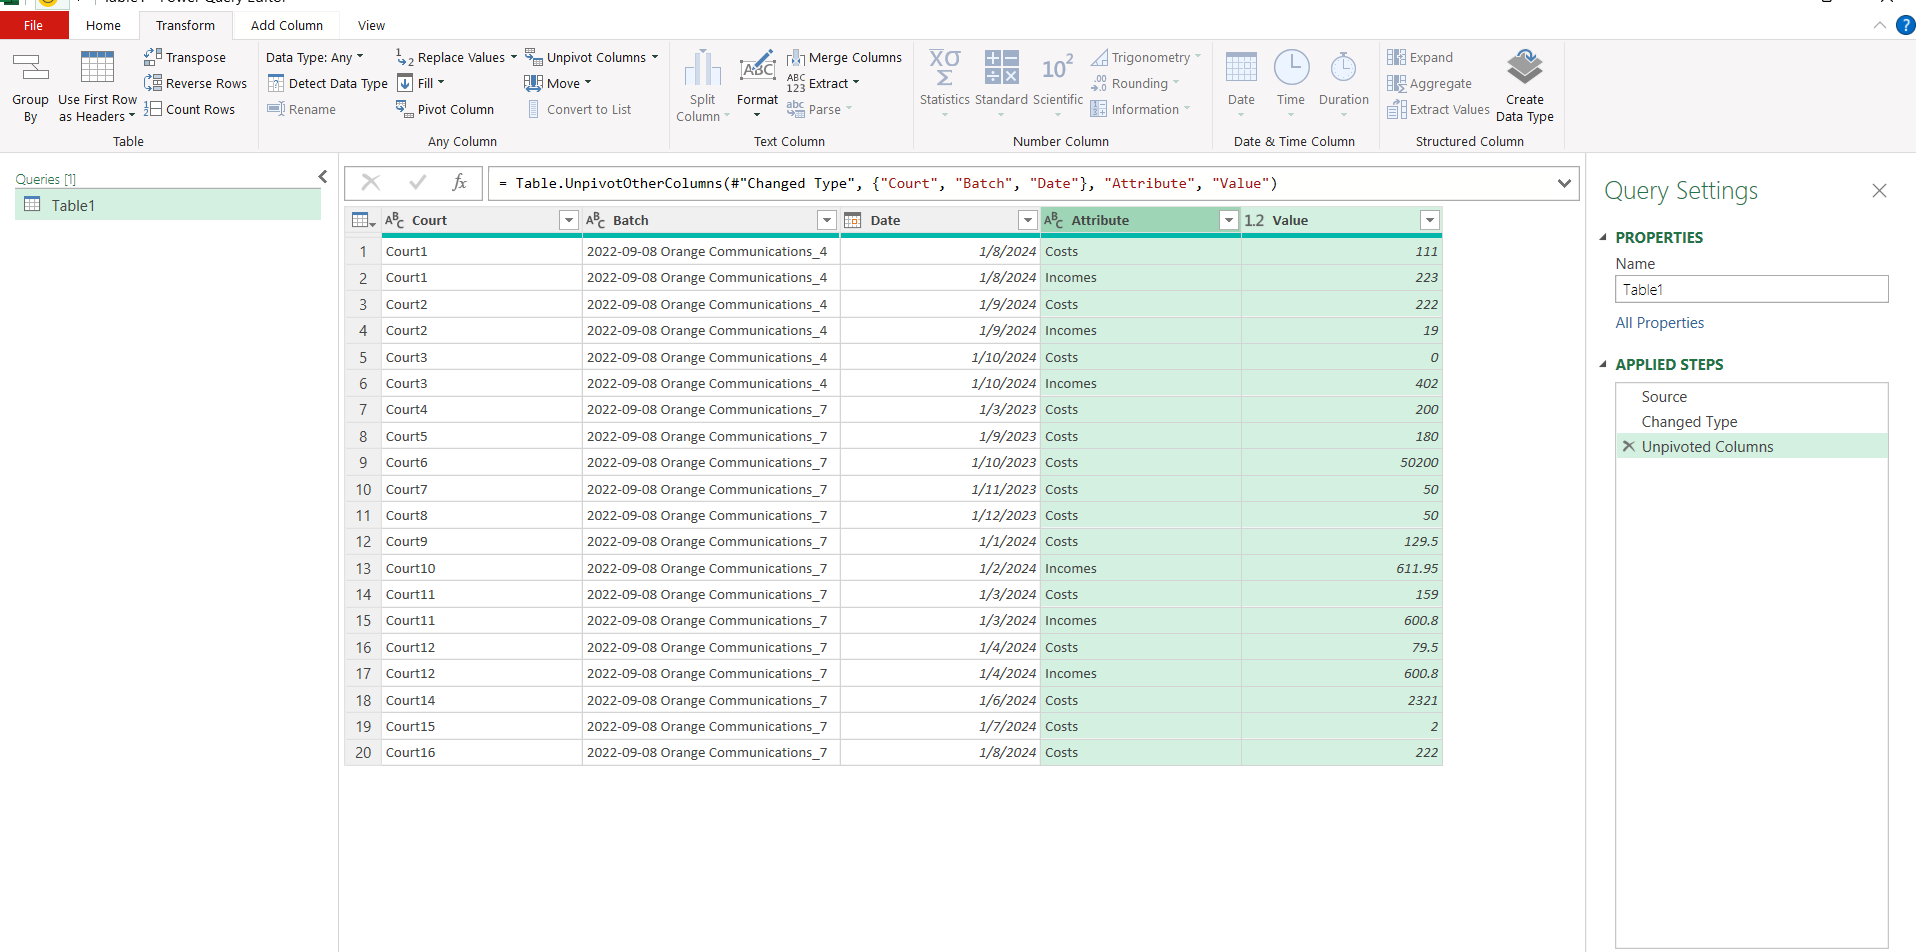 File Home Transform Add Column View
Group By
Use First Row as Headers
Transpose
Reverse Rows
Count Rows
Table
Data Type: Any
Detect Data Type
Rename
Replace Values
Fill
Pivot Column
Unpivot Columns
Move
Convert to List
Any Column
Split Column
Format
Merge Columns
Extract
Parse
Text Column
Statistics
Standard
Scientific
Trigonometry
Rounding
Information
Number Column
Date
Time
Duration
Date & Time Column
Expand
Aggregate
Extract Values
Create Data Type
Structured Column
Queries [1]
Table1
fx = Table.UnpivotOtherColumns(#"Changed Type", {"Court", "Batch", "Date"}, "Attribute", "Value")
Court Batch Date Attribute 1.2 Value
1 Court1 2022-09-08 Orange Communications_4 1/8/2024 Costs 111
2 Court1 2022-09-08 Orange Communications_4 1/8/2024 Incomes 223
3 Court2 2022-09-08 Orange Communications_4 1/9/2024 Costs 222
4 Court2 2022-09-08 Orange Communications_4 1/9/2024 Incomes 19
5 Court3 2022-09-08 Orange Communications_4 1/10/2024 Costs 0
6 Court3 2022-09-08 Orange Communications_4 1/10/2024 Incomes 402
7 Court4 2022-09-08 Orange Communications_7 1/3/2023 Costs 200
8 Court5 2022-09-08 Orange Communications_7 1/9/2023 Costs 180
9 Court6 2022-09-08 Orange Communications_7 1/10/2023 Costs 50200
10 Court7 2022-09-08 Orange Communications_7 1/11/2023 Costs 50
11 Court8 2022-09-08 Orange Communications_7 1/12/2023 Costs 50
12 Court9 2022-09-08 Orange Communications_7 1/1/2024 Costs 129.5
13 Court10 2022-09-08 Orange Communications_7 1/2/2024 Incomes 611.95
14 Court11 2022-09-08 Orange Communications_7 1/3/2024 Costs 159
15 Court11 2022-09-08 Orange Communications_7 1/3/2024 Incomes 600.8
16 Court12 2022-09-08 Orange Communications_7 1/4/2024 Costs 79.5
17 Court12 2022-09-08 Orange Communications_7 1/4/2024 Incomes 600.8
18 Court14 2022-09-08 Orange Communications_7 1/6/2024 Costs 2321
19 Court15 2022-09-08 Orange Communications_7 1/7/2024 Costs 2
20 Court16 2022-09-08 Orange Communications_7 1/8/2024 Costs 222
Query Settings
PROPERTIES
Name
Table1
All Properties
APPLIED STEPS
Source
Changed Type
Unpivoted Columns